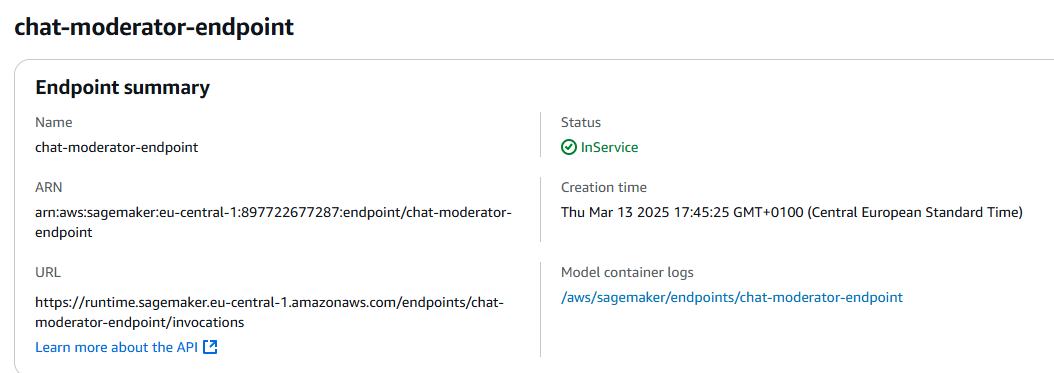 chat-moderator-endpoint
Endpoint summary
Name
chat-moderator-endpoint
Status
InService
ARN
arn:aws:sagemaker:eu-central-1:897722677287:endpoint/chat-moderator-
endpoint
Creation time
Thu Mar 13 2025 17:45:25 GMT+0100 (Central European Standard Time)
URL
https://runtime.sagemaker.eu-central-1.amazonaws.com/endpoints/chat-
moderator-endpoint/invocations
Learn more about the API
Model container logs
/aws/sagemaker/endpoints/chat-moderator-endpoint